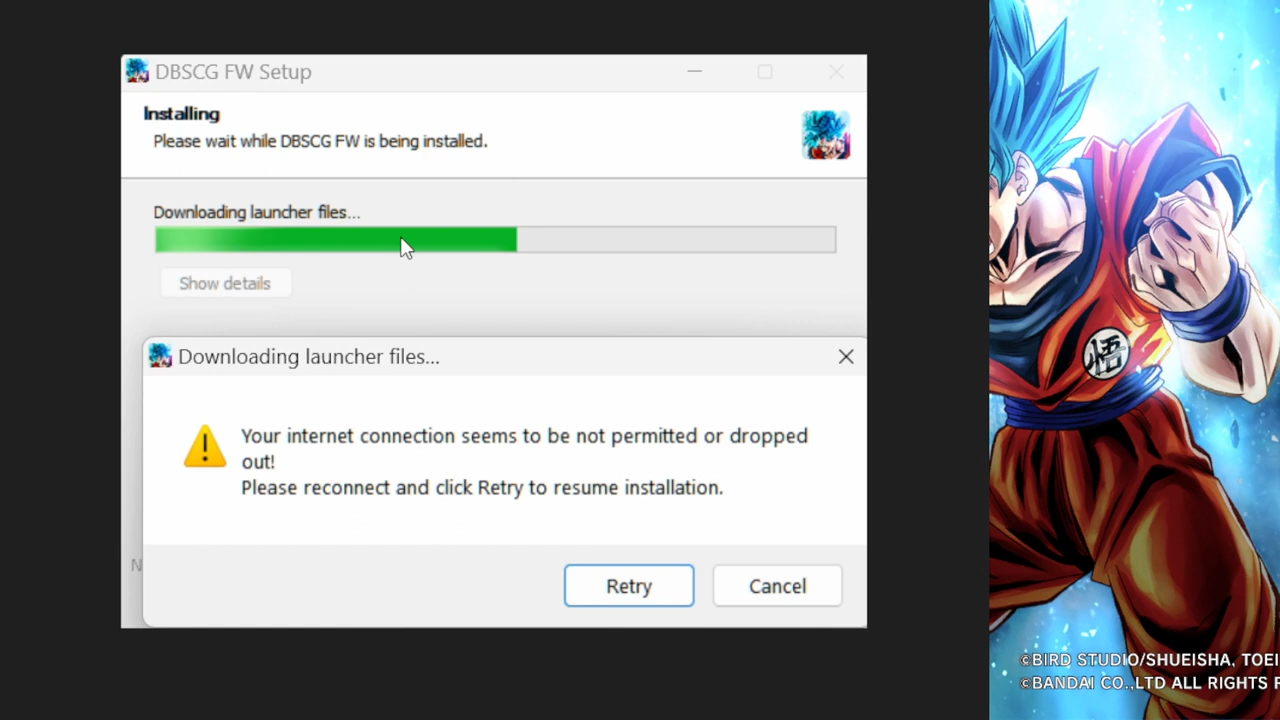 DBSCG FW Setup
Installing
Please wait while DBSCG FW is being installed.
Downloading launcher files...
Show details
Downloading launcher files...
Your internet connection seems to be not permitted or dropped
out!
Please reconnect and click Retry to resume installation.
N
Retry
Cancel
悟
©BIRD STUDIO/SHUEISHA, TOEI
©BANDAI CO.,LTD ALL RIGHTS R